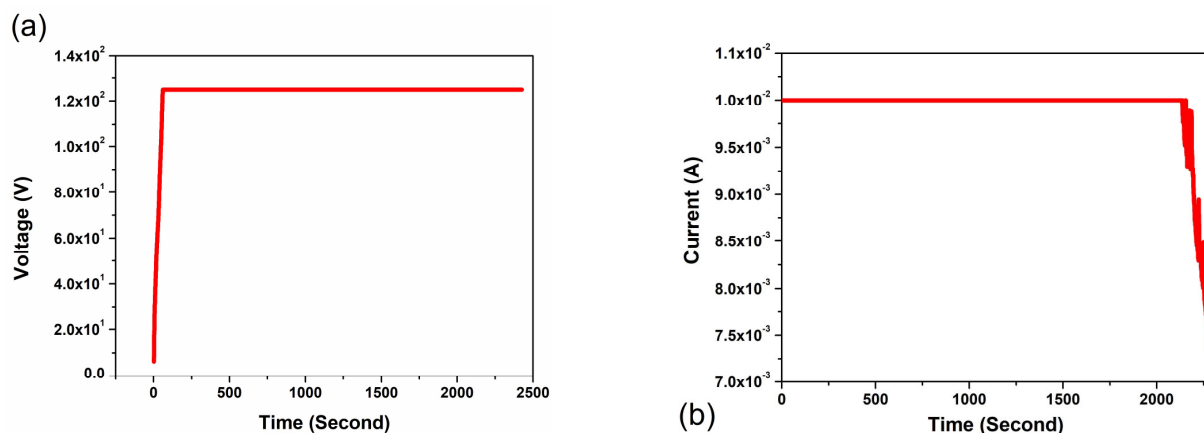 (a)
1.4x10²
1.2x10²
1.0x10²
8.0x10¹
6.0x10¹
4.0x10¹
2.0x10¹
0.0
Voltage (V)
0 500 1000 1500 2000 2500
Time (Second)
1.1x10⁻²
1.0x10⁻²
9.5x10⁻³
9.0x10⁻³
8.5x10⁻³
8.0x10⁻³
7.5x10⁻³
7.0x10⁻³
Current (A)
0 500 1000 1500 2000
(b)
Time (Second)